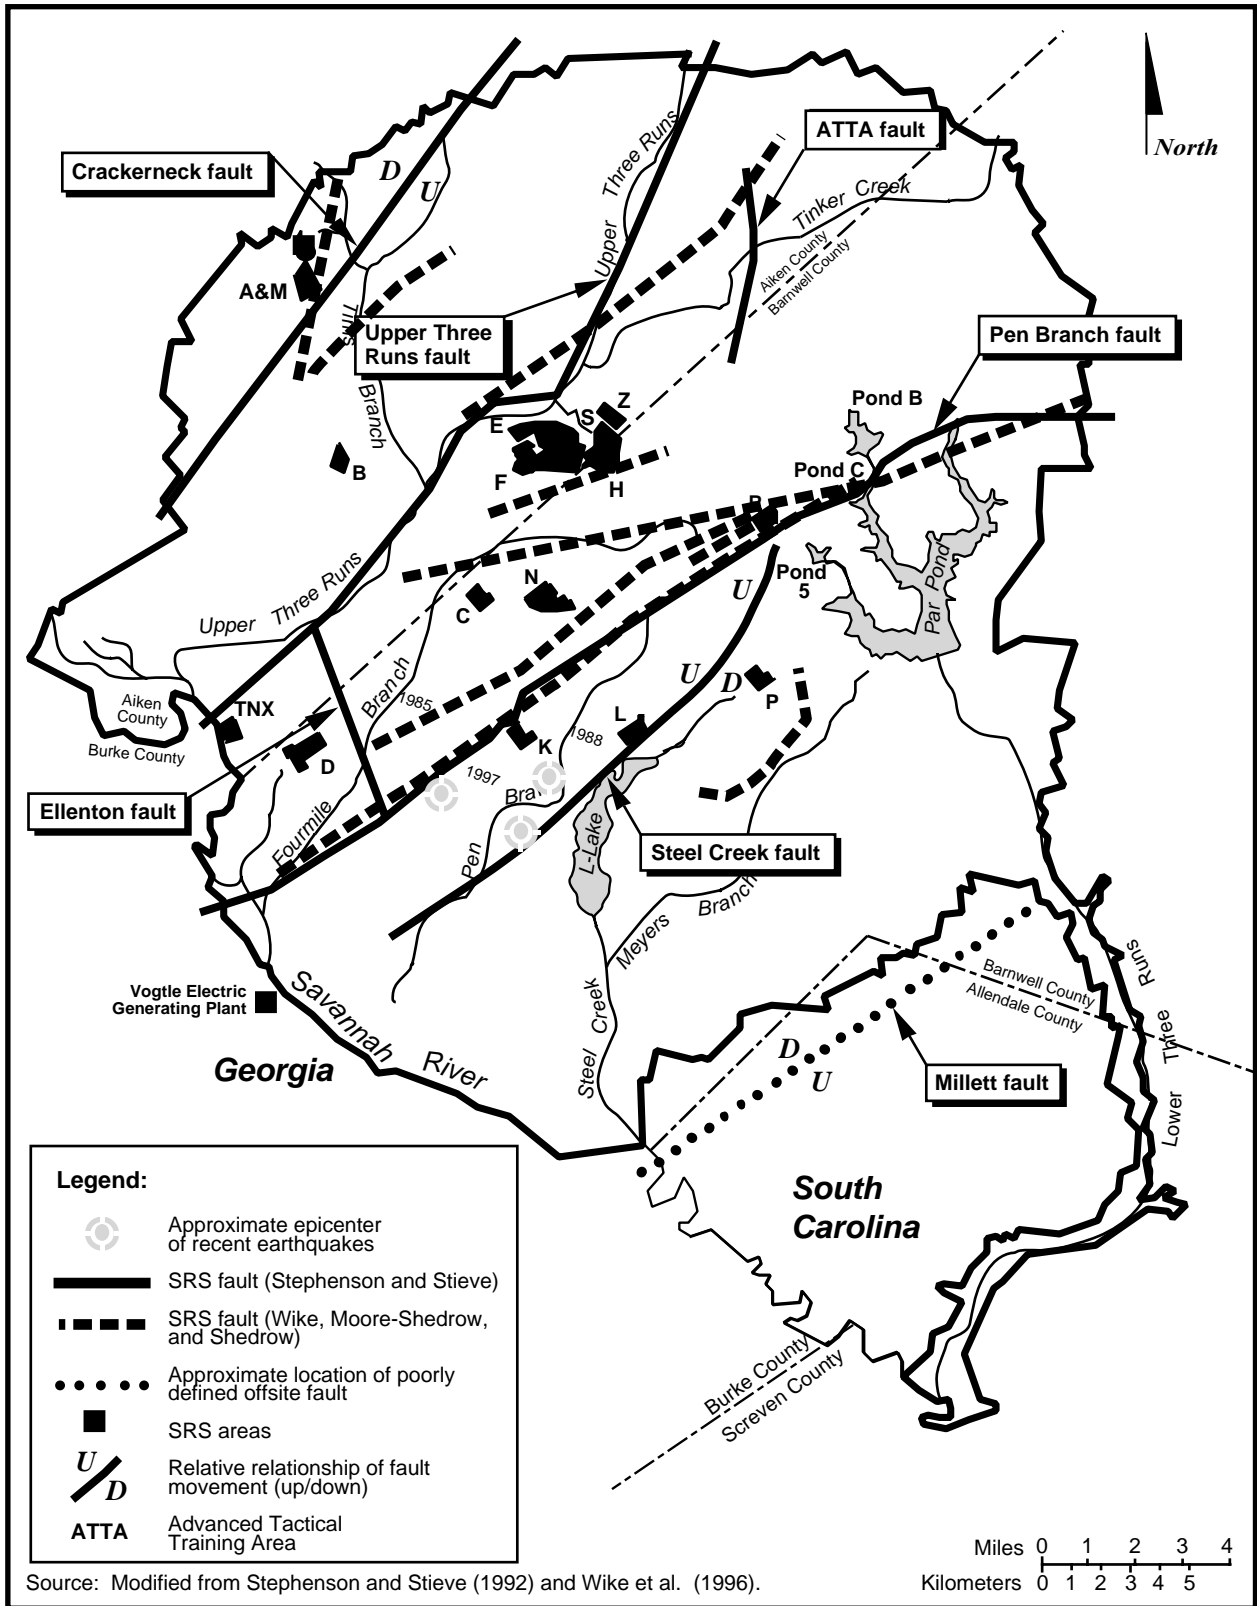 North
ATTA fault
Crackerneck fault
D
U
Upper
Three Runs
Tinker Creek
Aiken County
Barnwell County
A&M
Tims
Branch
Upper Three
Runs fault
Pen Branch fault
Pond B
Z
S
E
F
H
B
Pond C
R
Pond
5
Par Pond
N
C
U
U
D
P
Upper
Three Runs
Aiken
County
Burke County
TNX
D
Branch
1985
Fourmile
L
1988
K
1997
Ellenton fault
Pen
Bra
L-Lake
Steel Creek fault
Meyers
Branch
Steel
Creek
Vogtle Electric
Generating Plant
Savannah
River
Georgia
Barnwell County
Allendale County
D
U
Millett fault
Lower
Three
Runs
South
Carolina
Burke County
Screven County
Legend:
Approximate epicenter
of recent earthquakes
SRS fault (Stephenson and Stieve)
SRS fault (Wike, Moore-Shedrow,
and Shedrow)
Approximate location of poorly
defined offsite fault
SRS areas
U
D
Relative relationship of fault
movement (up/down)
ATTA
Advanced Tactical
Training Area
Miles 0 1 2 3 4
Kilometers 0 1 2 3 4 5
Source: Modified from Stephenson and Stieve (1992) and Wike et al. (1996).